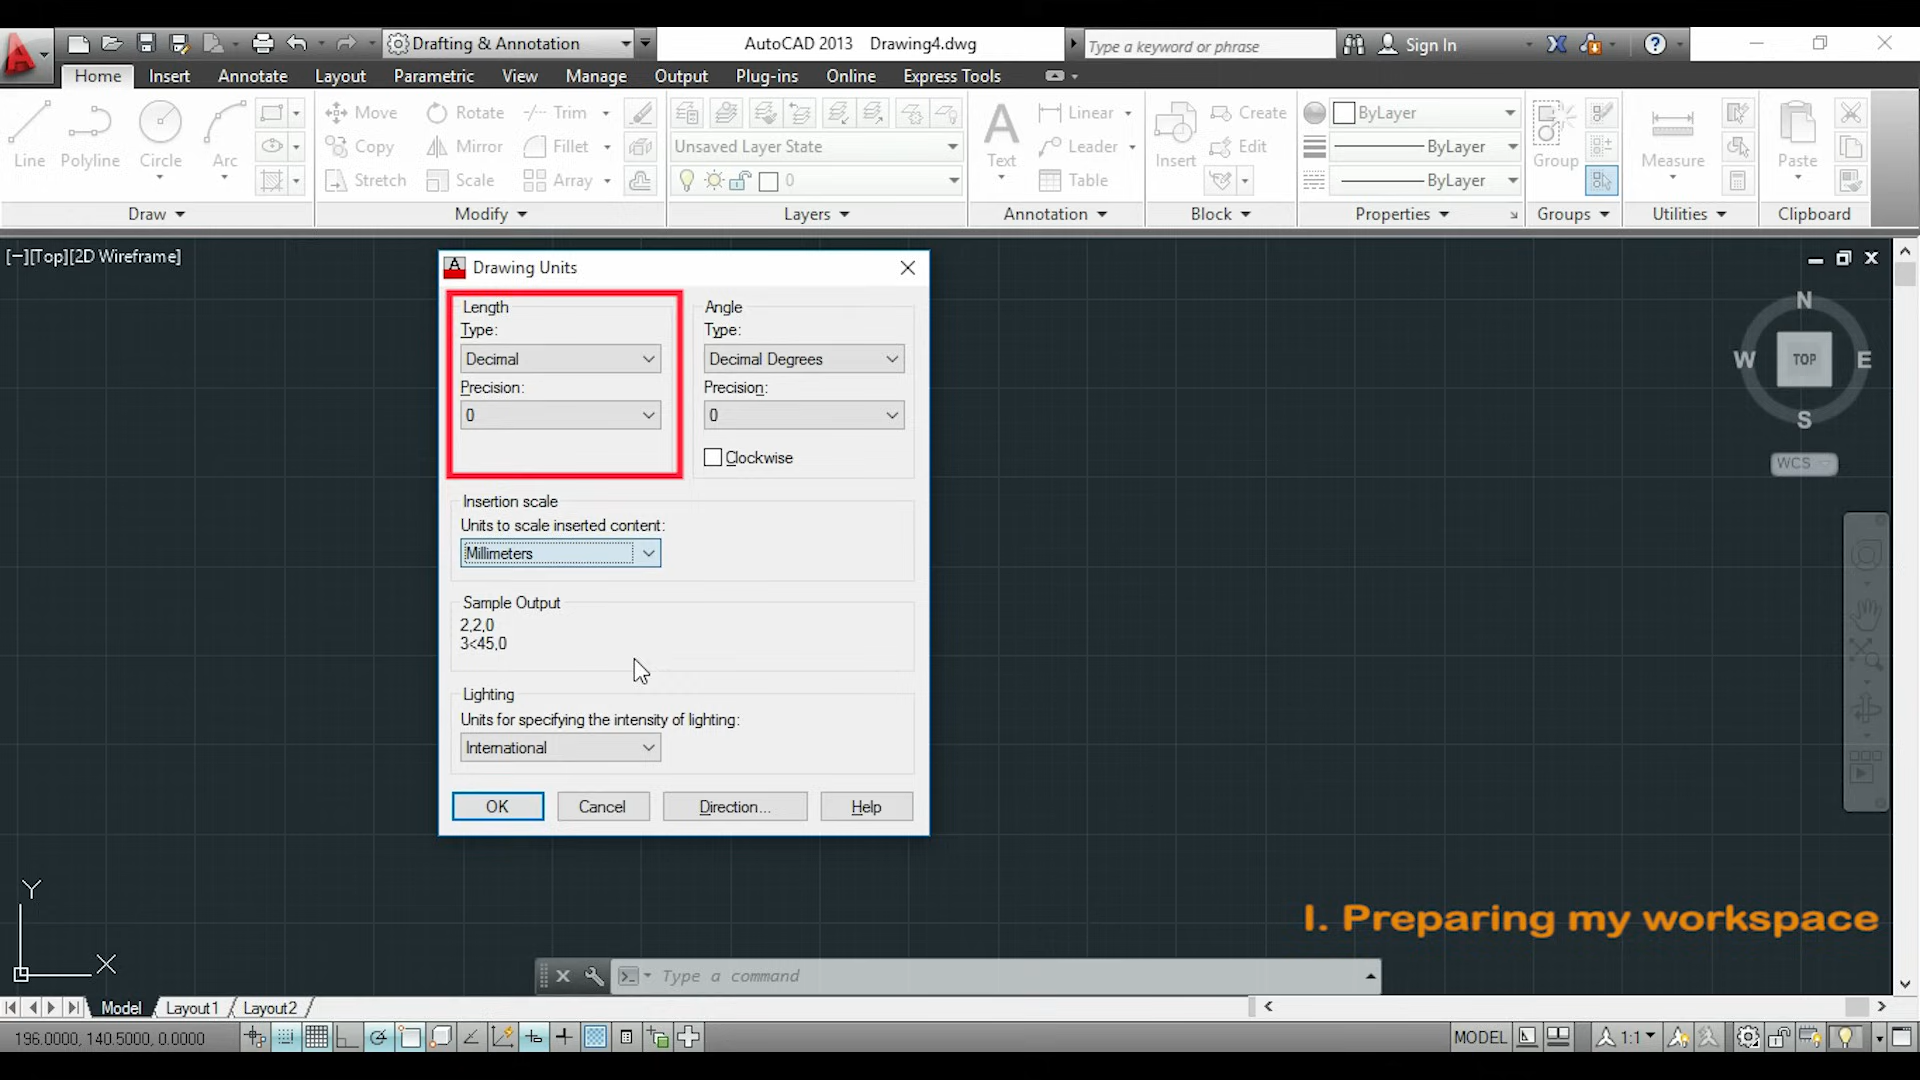 Drafting & Annotation
AutoCAD 2013 Drawing4.dwg
Type a keyword or phrase
Sign In
Home Insert Annotate Layout Parametric View Manage Output Plug-ins Online Express Tools
Line Polyline Circle Arc
Move Rotate Trim
Copy Mirror Fillet
Stretch Scale Array
Unsaved Layer State
0
Text
Linear
Leader
Table
Insert
Create
Edit
ByLayer
ByLayer
ByLayer
Group
Measure
Paste
Draw Modify Layers Annotation Block Properties Groups Utilities Clipboard
[−][Top][2D Wireframe]
Drawing Units
Length
Type:
Decimal
Precision:
0
Angle
Type:
Decimal Degrees
Precision:
0
Clockwise
Insertion scale
Units to scale inserted content:
Millimeters
Sample Output
2,2,0
3<45,0
Lighting
Units for specifying the intensity of lighting:
International
OK Cancel Direction... Help
N
W TOP E
S
WCS
I. Preparing my workspace
Y
X
Type a command
Model Layout1 Layout2
196.0000, 140.5000, 0.0000
MODEL
1:1